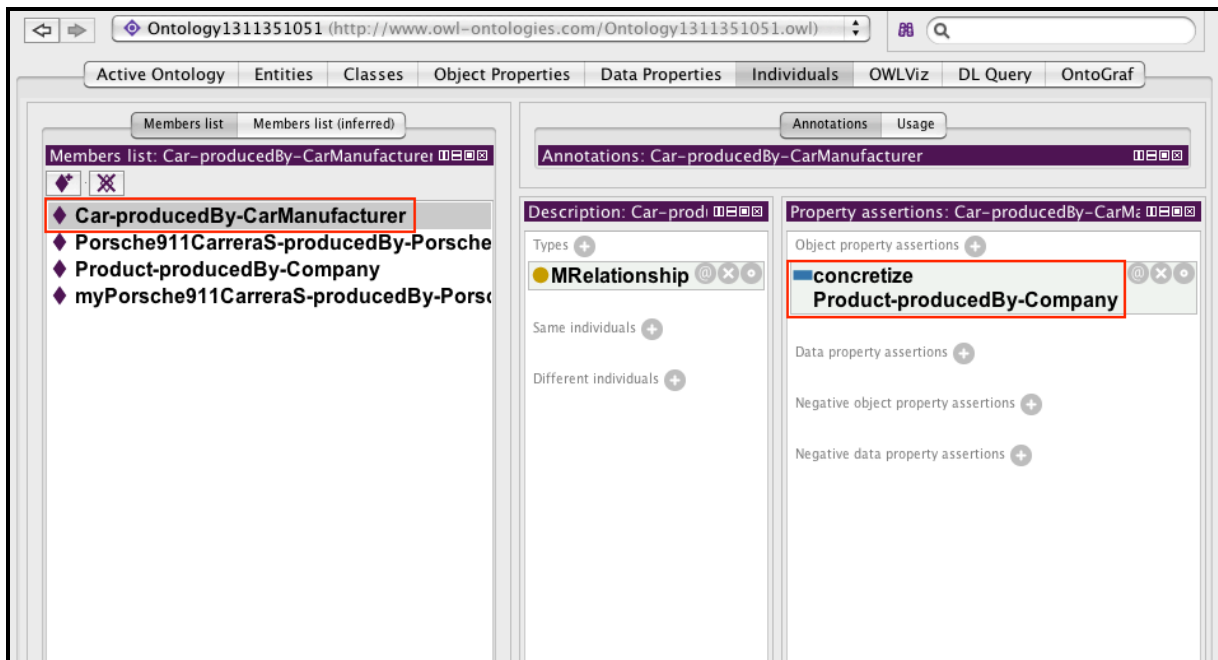 Ontology1311351051 (http://www.owl-ontologies.com/Ontology1311351051.owl)
Active Ontology Entities Classes Object Properties Data Properties Individuals OWLViz DL Query OntoGraf
Members list Members list (inferred)
Members list: Car-producedBy-CarManufacturer
Car-producedBy-CarManufacturer
Porsche911CarreraS-producedBy-Porsche
Product-producedBy-Company
myPorsche911CarreraS-producedBy-Pors
Annotations Usage
Annotations: Car-producedBy-CarManufacturer
Description: Car-prod
Types
MRelationship
Same individuals
Different individuals
Property assertions: Car-producedBy-CarMa
Object property assertions
concretize
Product-producedBy-Company
Data property assertions
Negative object property assertions
Negative data property assertions